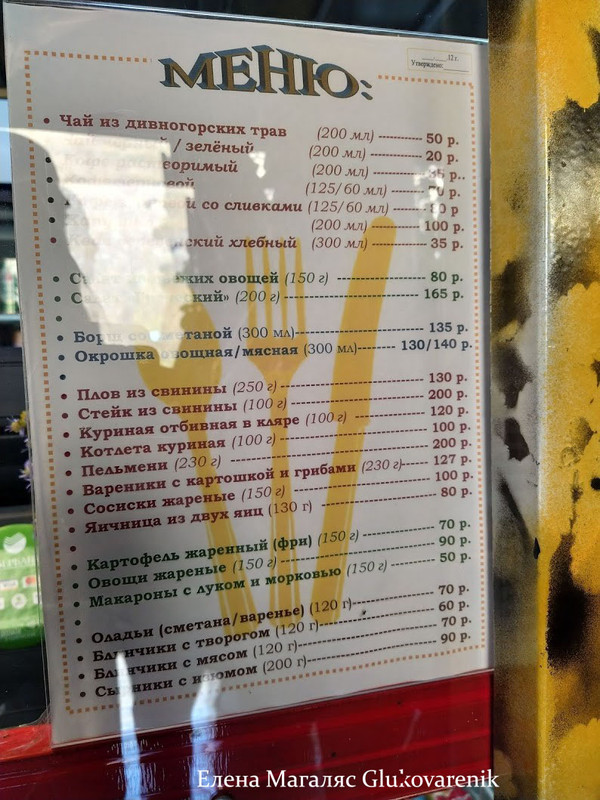 МЕНЮ:
12 г.
Утверждено:
Чай из дивногорских трав (200 мл) 50 р.
/ зелёный (200 мл) 20 р.
(200 мл) р..
(125/60 мл) р.
со сливками (125/60 мл) р
(200 мл) 100 р.
хлебный (300 мл) 35 р.
овощей (150 г) 80 р.
(200 г) 165 р.
Борщ со сметаной (300 мл) 135 р.
Окрошка овощная/мясная (300 мл) 130/140 р.
Плов из свинины (250 г) 130 р.
Стейк из свинины (100 г) 200 р.
Куриная отбивная в кляре (100 г) 120 р.
Котлета куриная (100 г) 100 р.
Пельмени (230 г) 200 р.
Вареники с картошкой и грибами (230 г) 127 р.
Сосиски жареные (150 г) 100 р.
Яичница из двух яиц (130 г) 80 р.
Картофель жаренный (фри) (150 г) 70 р.
Овощи жареные (150 г) 90 р.
Макароны с луком и морковью (150 г) 50 р.
Оладьи (сметана/варенье) (120 г) 70 р.
Блинчики с творогом (120 г) 60 р.
Блинчики с мясом (120 г) 70 р.
Сырники с изюмом (200 г) 90 р.
Елена Магаляс Glukovarenik